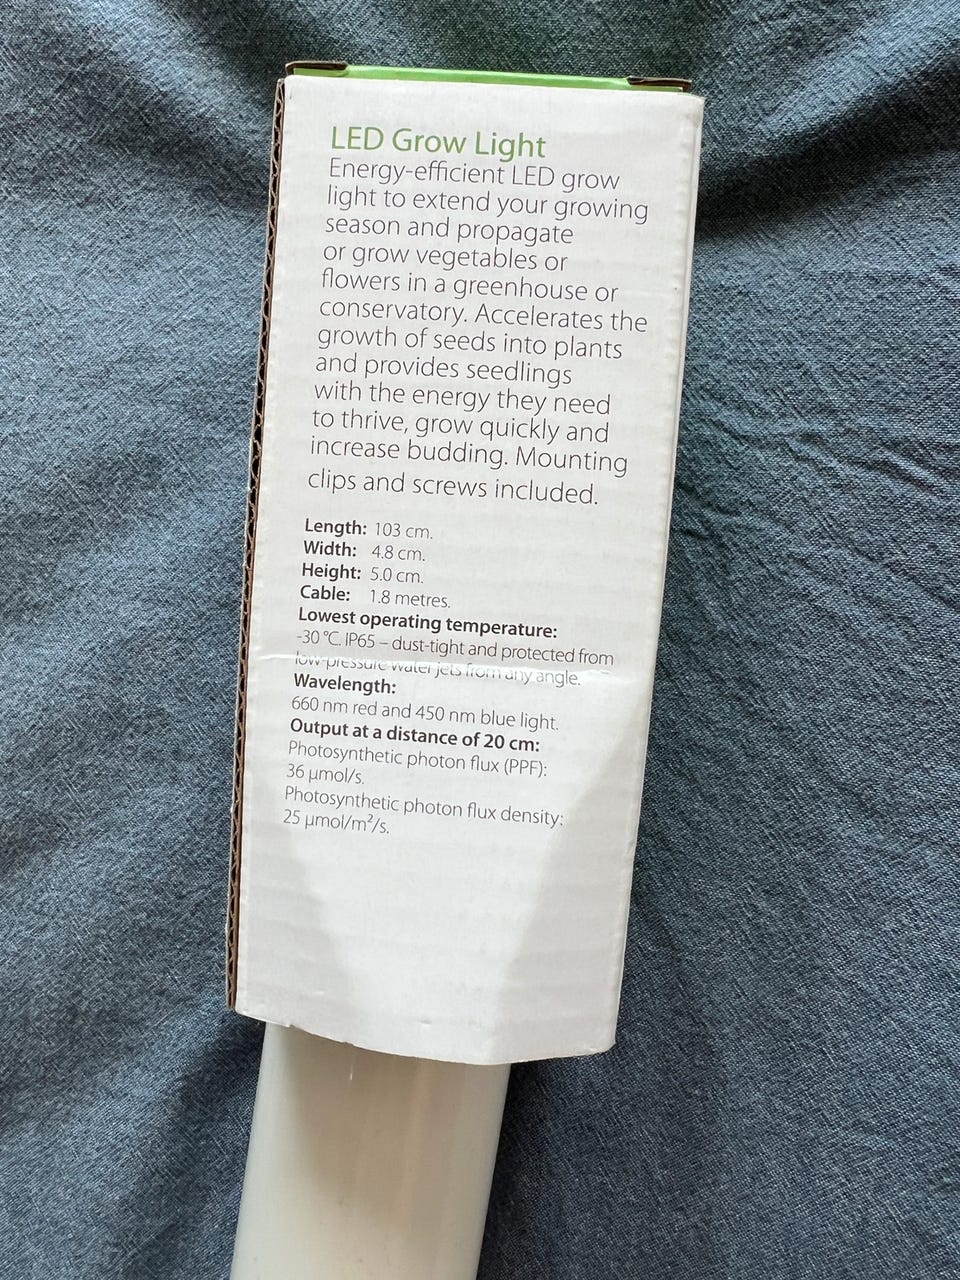 LED Grow Light
Energy-efficient LED grow
light to extend your growing
season and propagate
or grow vegetables or
flowers in a greenhouse or
conservatory. Accelerates the
growth of seeds into plants
and provides seedlings
with the energy they need
to thrive, grow quickly and
increase budding. Mounting
clips and screws included.
Length: 103 cm.
Width: 4.8 cm.
Height: 5.0 cm.
Cable: 1.8 metres.
Lowest operating temperature:
-30 °C. IP65 – dust-tight and protected from
low-pressure water jets from any angle.
Wavelength:
660 nm red and 450 nm blue light.
Output at a distance of 20 cm:
Photosynthetic photon flux (PPF):
36 µmol/s.
Photosynthetic photon flux density:
25 µmol/m²/s.